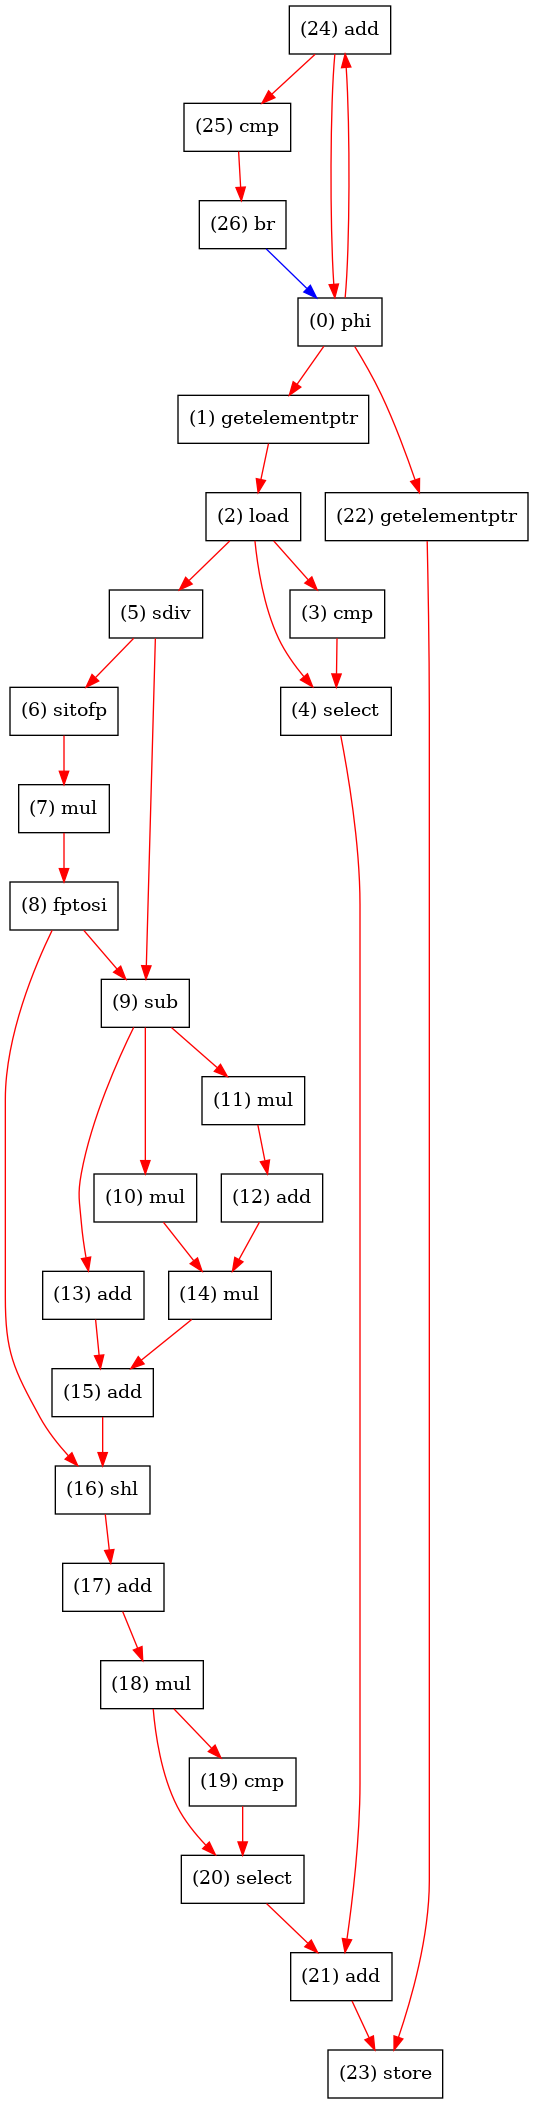 (24) add
(25) cmp
(26) br
(0) phi
(1) getelementptr
(2) load
(22) getelementptr
(5) sdiv
(3) cmp
(6) sitofp
(4) select
(7) mul
(8) fptosi
(9) sub
(11) mul
(10) mul
(12) add
(13) add
(14) mul
(15) add
(16) shl
(17) add
(18) mul
(19) cmp
(20) select
(21) add
(23) store